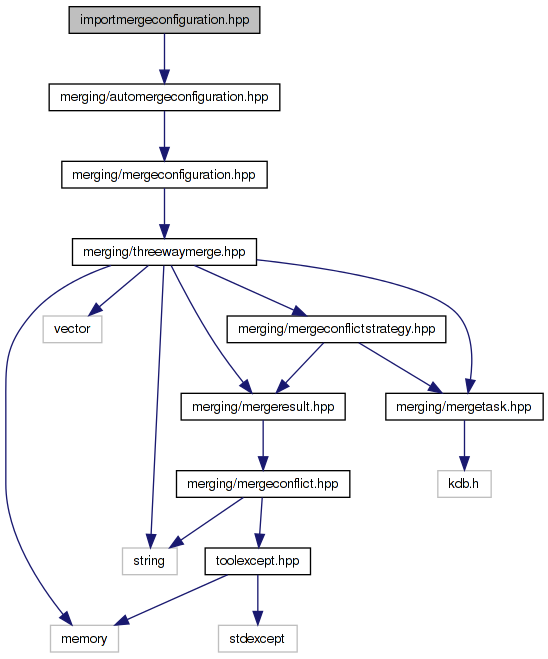 importmergeconfiguration.hpp
merging/automergeconfiguration.hpp
merging/mergeconfiguration.hpp
merging/threewaymerge.hpp
vector
merging/mergeconflictstrategy.hpp
merging/mergeresult.hpp
merging/mergetask.hpp
merging/mergeconflict.hpp
kdb.h
string
toolexcept.hpp
memory
stdexcept